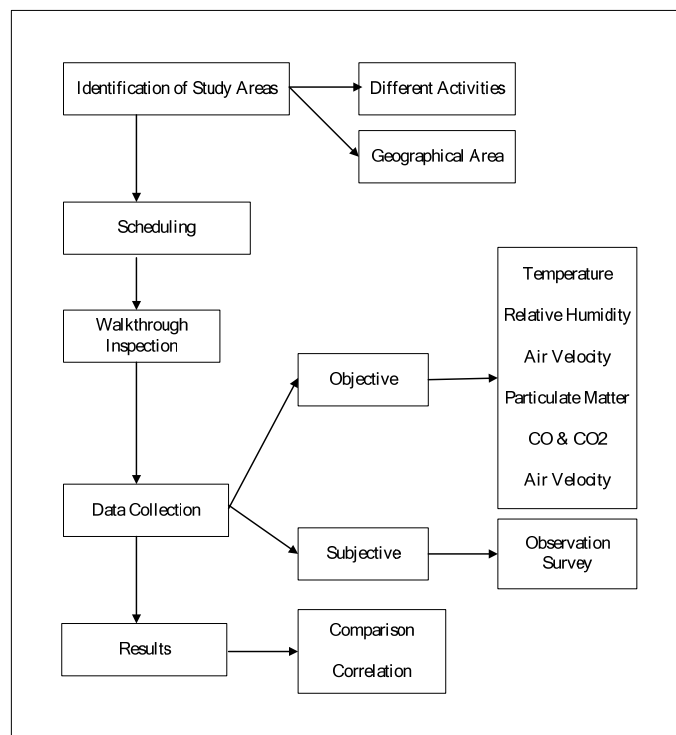 Identification of Study Areas
Different Activities
Geographical Area
Scheduling
Walkthrough
Inspection
Objective
Temperature
Relative Humidity
Air Velocity
Particulate Matter
CO & CO2
Air Velocity
Data Collection
Subjective
Observation
Survey
Results
Comparison
Correlation